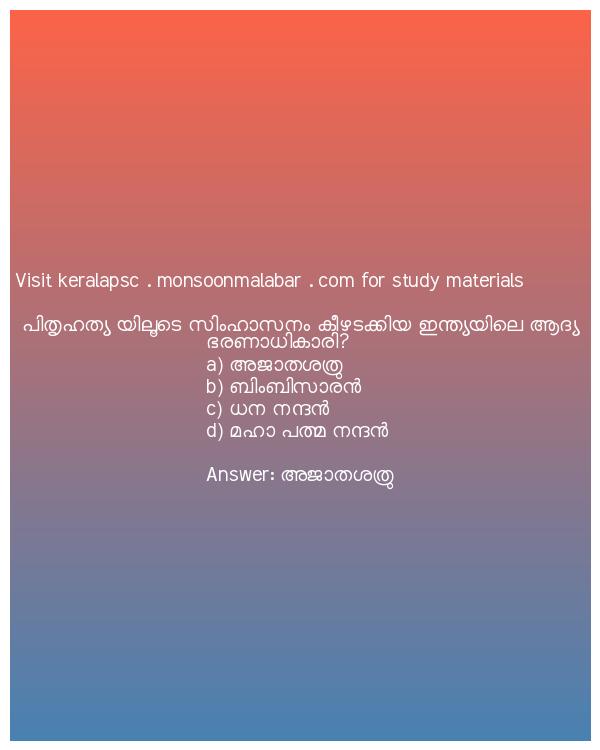 Visit keralapsc . monsoonmalabar . com for study materials
പിതൃഹത്യ യിലൂടെ സിംഹാസനം കീഴടക്കിയ ഇന്ത്യയിലെ ആദ്യ
ഭരണാധികാരി?
a) അജാതശത്രു
b) ബിംബിസാരൻ
c) ധന നന്ദൻ
d) മഹാ പത്മ നന്ദൻ
Answer: അജാതശത്രു